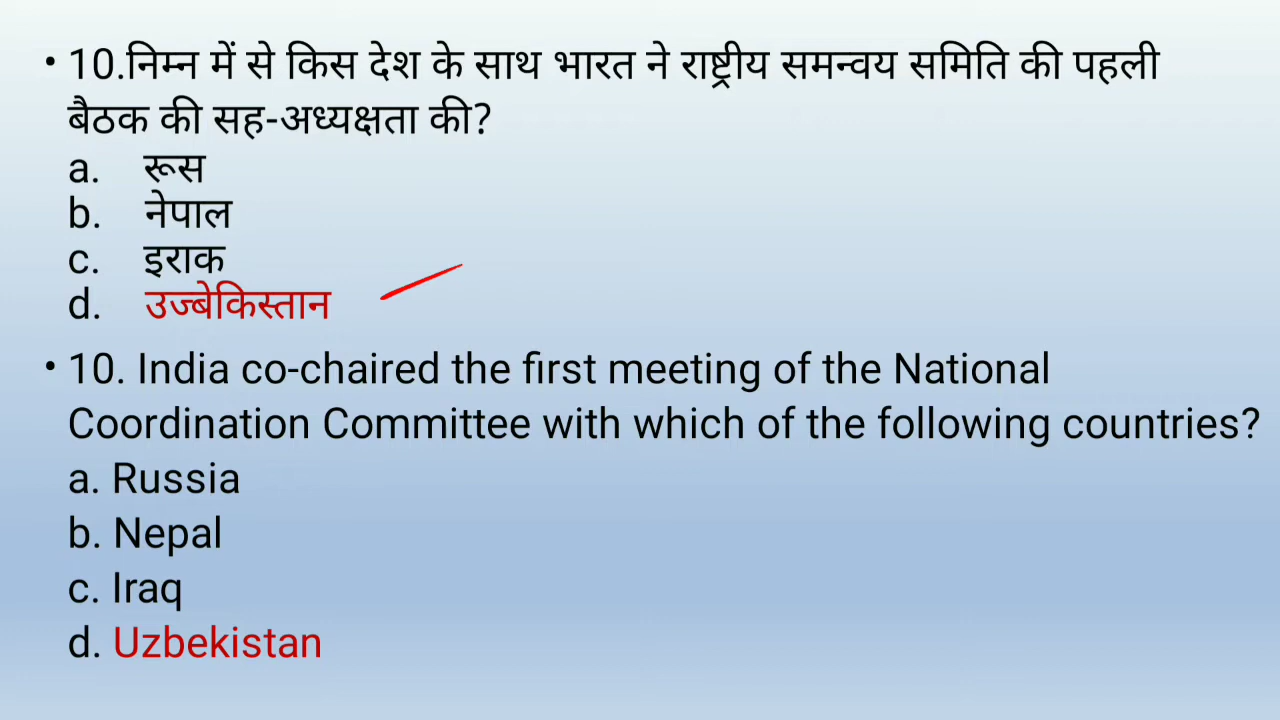 • 10.निम्न में से किस देश के साथ भारत ने राष्ट्रीय समन्वय समिति की पहली
बैठक की सह-अध्यक्षता की?
a. रूस
b. नेपाल
c. इराक
d. उज्बेकिस्तान
• 10. India co-chaired the first meeting of the National
Coordination Committee with which of the following countries?
a. Russia
b. Nepal
c. Iraq
d. Uzbekistan